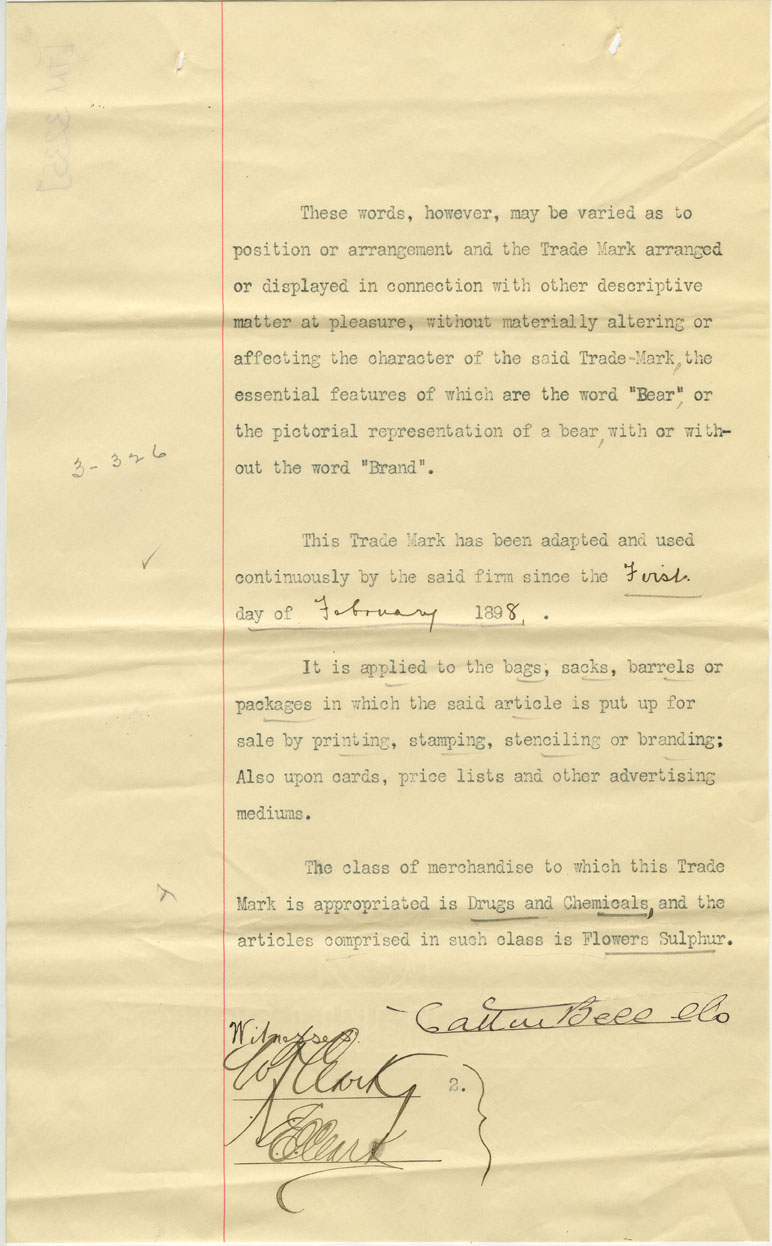 These words, however, may be varied as to
position or arrangement and the Trade Mark arranged
or displayed in connection with other descriptive
matter at pleasure, without materially altering or
affecting the character of the said Trade-Mark, the
essential features of which are the word "Bear", or
the pictorial representation of a bear, with or with-
out the word "Brand".
3-326
This Trade Mark has been adapted and used
continuously by the said firm since the First
day of February 1898, .
It is applied to the bags, sacks, barrels or
packages in which the said article is put up for
sale by printing, stamping, stenciling or branding;
Also upon cards, price lists and other advertising
mediums.
The class of merchandise to which this Trade
Mark is appropriated is Drugs and Chemicals, and the
articles comprised in such class is Flowers Sulphur.
Catton Bell & Co
Witnesses
Clark
2.
E Clark